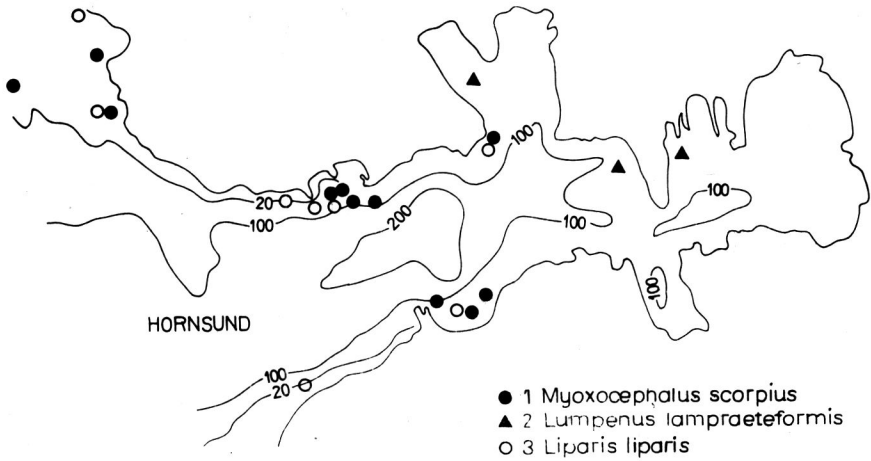 100
20
100
200
100
100
100
HORNSUND
100
20
● 1 Myoxocephalus scorpius
▲ 2 Lumpenus lampraeteformis
○ 3 Liparis liparis